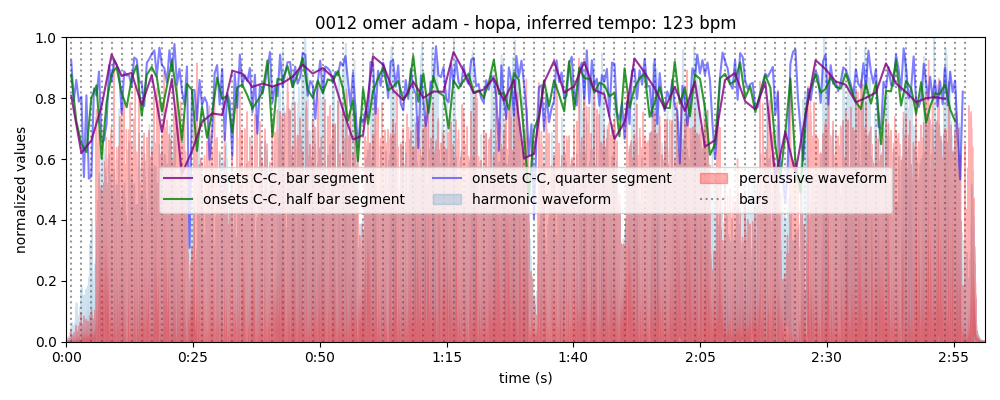 0012 omer adam - hopa, inferred tempo: 123 bpm
1.0
0.8
0.6
0.4
0.2
0.0
normalized values
onsets C-C, bar segment
onsets C-C, half bar segment
onsets C-C, quarter segment
harmonic waveform
percussive waveform
bars
0:00 0:25 0:50 1:15 1:40 2:05 2:30 2:55
time (s)